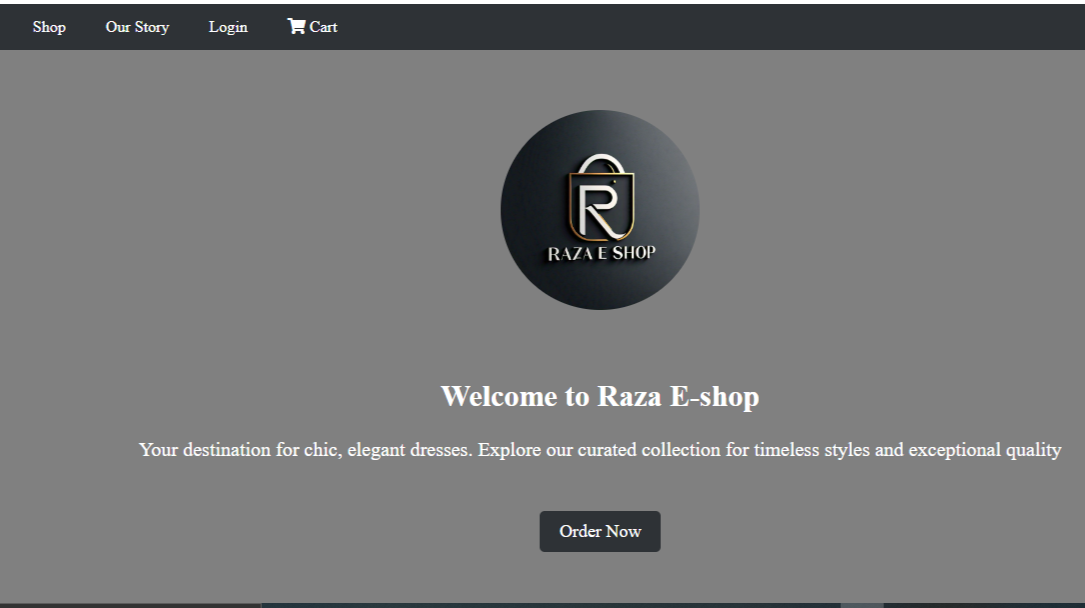 Shop Our Story Login Cart
R
RAZA E SHOP
Welcome to Raza E-shop
Your destination for chic, elegant dresses. Explore our curated collection for timeless styles and exceptional quality
Order Now